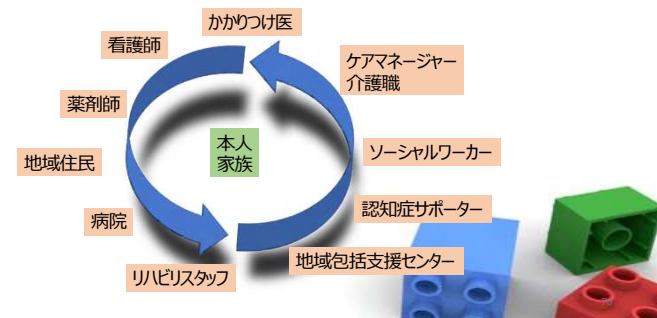 かかりつけ医
看護師
ケアマネージャー
介護職
薬剤師
本人
家族
ソーシャルワーカー
地域住民
認知症サポーター
病院
地域包括支援センター
リハビリスタッフ